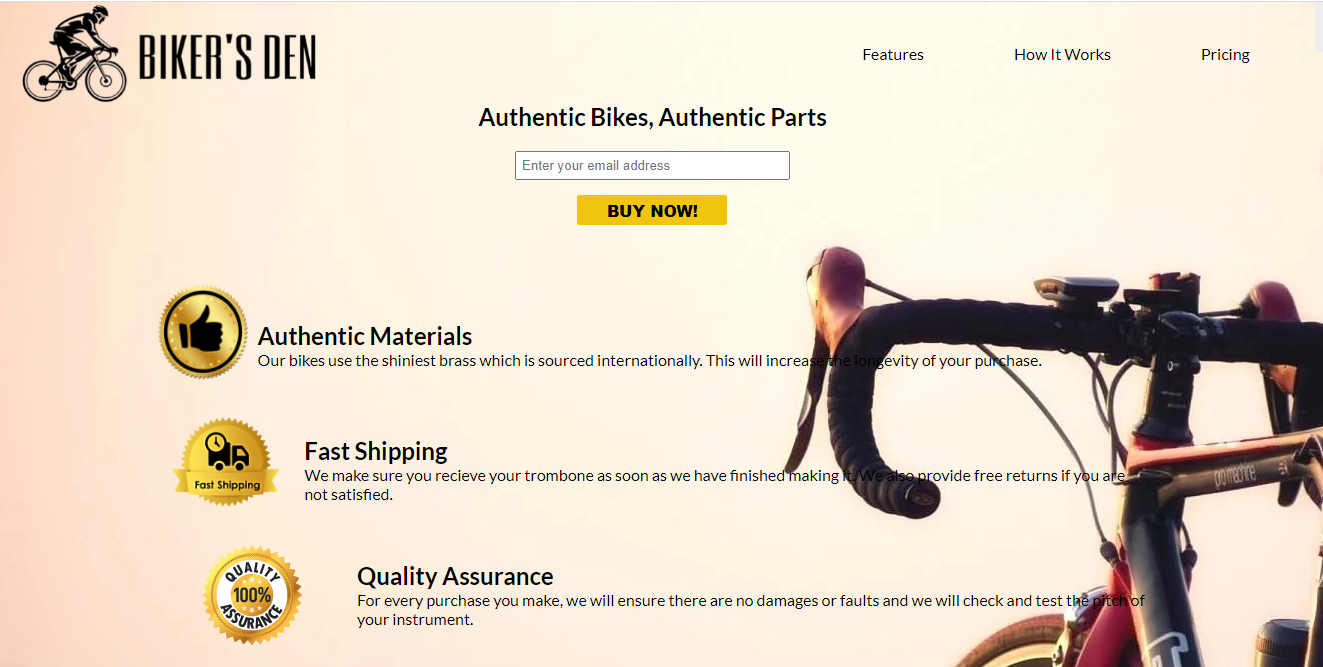 BIKER'S DEN
Features
How It Works
Pricing
Authentic Bikes, Authentic Parts
Enter your email address
BUY NOW!
Authentic Materials
Our bikes use the shiniest brass which is sourced internationally. This will increase the longevity of your purchase.
Fast Shipping
Fast Shipping
We make sure you recieve your trombone as soon as we have finished making it. We also provide free returns if you are
not satisfied.
QUALITY
100%
ASSURANCE
Quality Assurance
For every purchase you make, we will ensure there are no damages or faults and we will check and test the pitch of
your instrument.